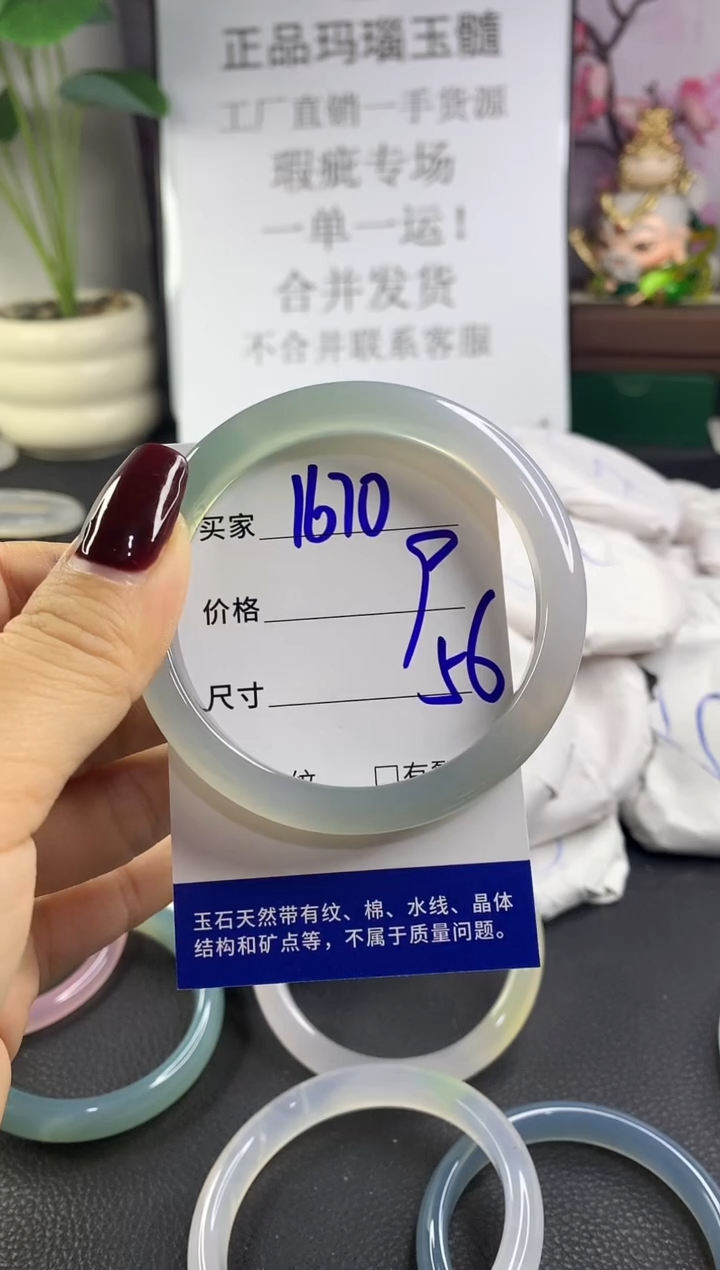 正品玛瑙玉髓
工厂直销一手货源
瑕疵专场
一单一运！
合并发货
不合并联系客服
买家 1670
价格
尺寸 56
纹 □有
玉石天然带有纹、棉、水线、晶体
结构和矿点等，不属于质量问题。